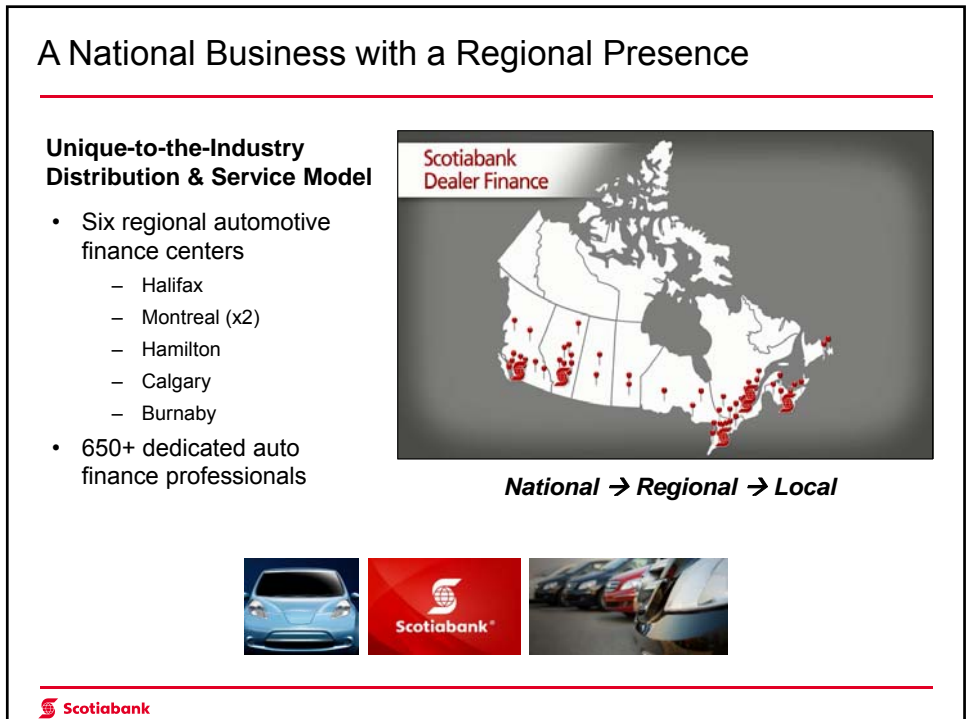 A National Business with a Regional Presence
Unique-to-the-Industry
Distribution & Service Model
• Six regional automotive
finance centers
– Halifax
– Montreal (x2)
– Hamilton
– Calgary
– Burnaby
• 650+ dedicated auto
finance professionals
Scotiabank
Dealer Finance
National → Regional → Local
Scotiabank®
Scotiabank